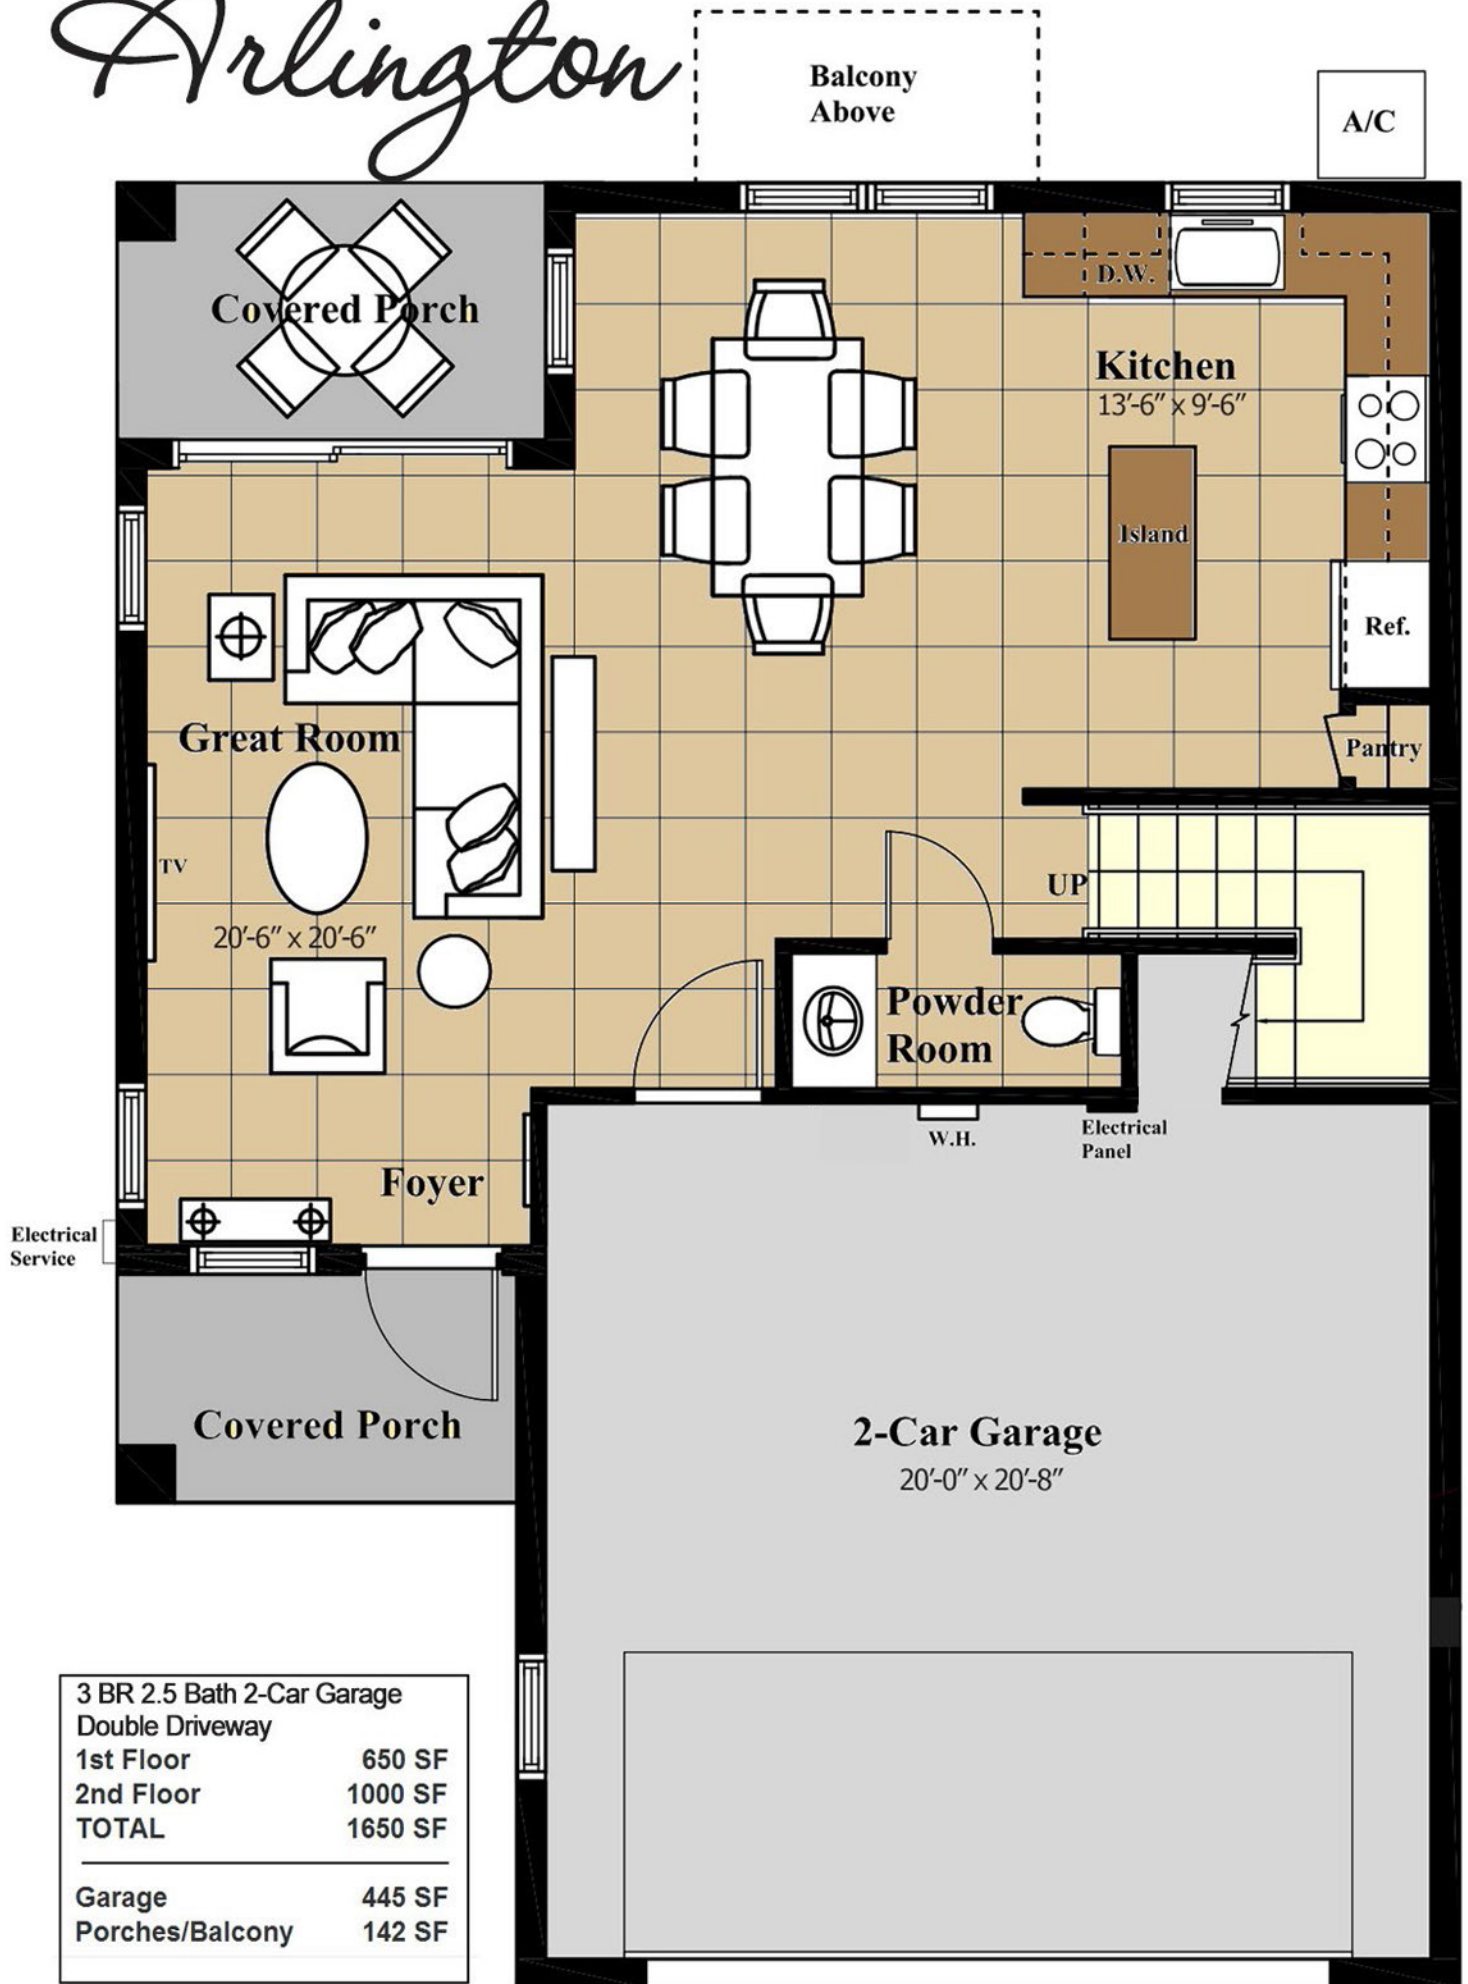 Arlington
Balcony
Above
A/C
Covered Porch
D.W.
Kitchen
13'-6" x 9'-6"
Island
Ref.
Great Room
Pantry
TV
UP
20'-6" x 20'-6"
Powder
Room
W.H.
Electrical
Panel
Foyer
Electrical
Service
Covered Porch
2-Car Garage
20'-0" x 20'-8"
3 BR 2.5 Bath 2-Car Garage
Double Driveway
1st Floor 650 SF
2nd Floor 1000 SF
TOTAL 1650 SF
Garage 445 SF
Porches/Balcony 142 SF